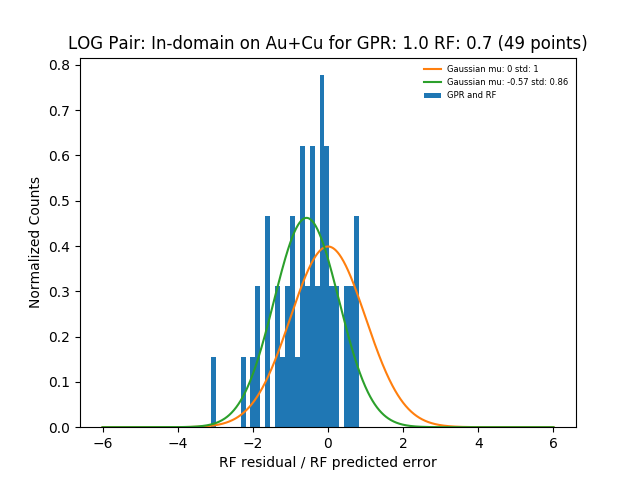 LOG Pair: In-domain on Au+Cu for GPR: 1.0 RF: 0.7 (49 points)
Gaussian mu: 0 std: 1
Gaussian mu: -0.57 std: 0.86
GPR and RF
Normalized Counts
0.8
0.7
0.6
0.5
0.4
0.3
0.2
0.1
0.0
−6 −4 −2 0 2 4 6
RF residual / RF predicted error